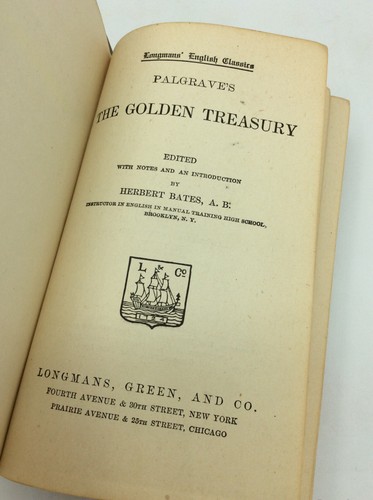 Longmans' English Classics
PALGRAVE'S
THE GOLDEN TREASURY
EDITED
WITH NOTES AND AN INTRODUCTION
BY
HERBERT BATES, A. B.
INSTRUCTOR IN ENGLISH IN MANUAL TRAINING HIGH SCHOOL,
BROOKLYN, N. Y.
L Co
1724
LONGMANS, GREEN, AND CO.
FOURTH AVENUE & 30TH STREET, NEW YORK
PRAIRIE AVENUE & 25TH STREET, CHICAGO